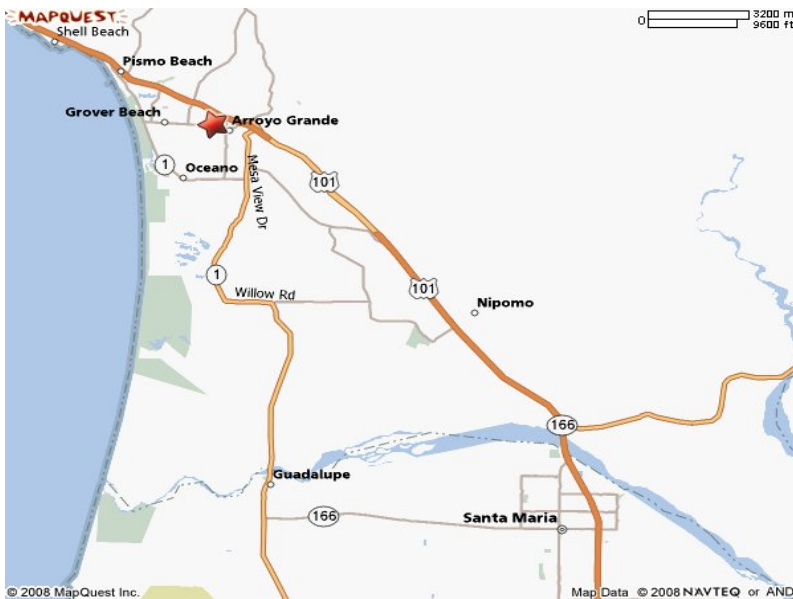 MAPQUEST
3200 m
0
9600 ft
Shell Beach
Pismo Beach
Grover Beach
Arroyo Grande
1
Oceano
Mesa View Dr
101
1
Willow Rd
101
Nipomo
166
Guadalupe
166
Santa Maria
© 2008 MapQuest Inc.
Map Data © 2008 NAVTEQ or AND